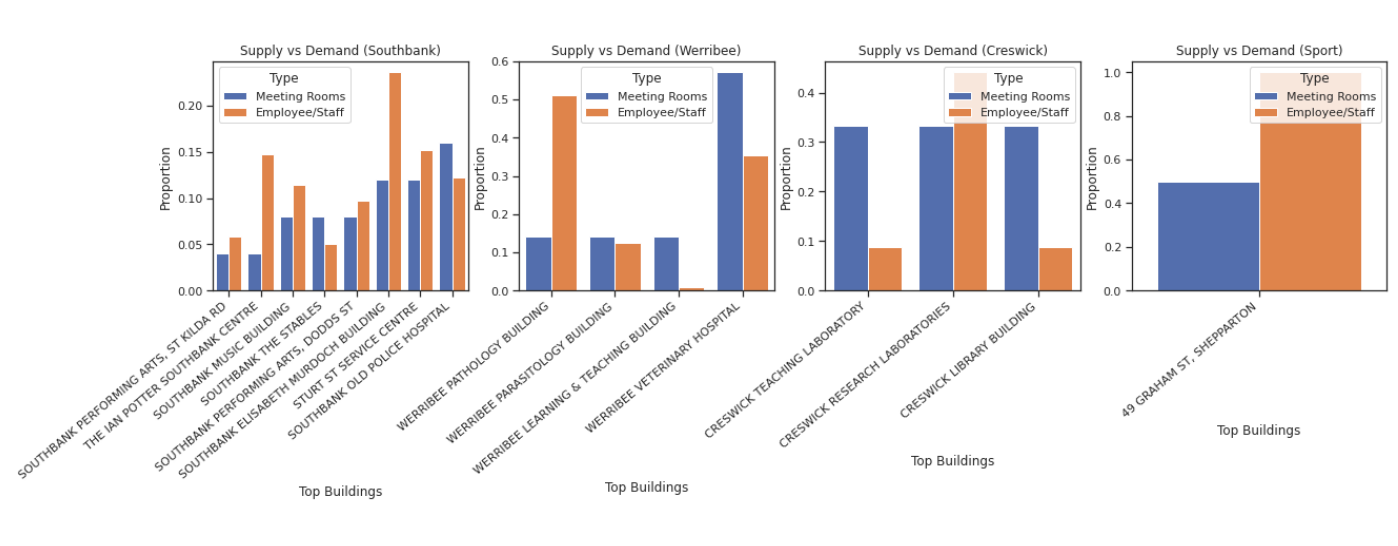 Supply vs Demand (Southbank)
Proportion
0.20
0.15
0.10
0.05
0.00
Type
Meeting Rooms
Employee/Staff
SOUTHBANK PERFORMING ARTS, ST KILDA RD
THE IAN POTTER SOUTHBANK CENTRE
SOUTHBANK MUSIC BUILDING
SOUTHBANK THE STABLES
SOUTHBANK PERFORMING ARTS, DODDS ST
SOUTHBANK ELISABETH MURDOCH BUILDING
STURT ST SERVICE CENTRE
SOUTHBANK OLD POLICE HOSPITAL
Top Buildings
Supply vs Demand (Werribee)
Proportion
0.6
0.5
0.4
0.3
0.2
0.1
0.0
Type
Meeting Rooms
Employee/Staff
WERRIBEE PATHOLOGY BUILDING
WERRIBEE PARASITOLOGY BUILDING
WERRIBEE LEARNING & TEACHING BUILDING
WERRIBEE VETERINARY HOSPITAL
Top Buildings
Supply vs Demand (Creswick)
Proportion
0.4
0.3
0.2
0.1
0.0
Type
Meeting Rooms
Employee/Staff
CRESWICK TEACHING LABORATORY
CRESWICK RESEARCH LABORATORIES
CRESWICK LIBRARY BUILDING
Top Buildings
Supply vs Demand (Sport)
Proportion
1.0
0.8
0.6
0.4
0.2
0.0
Type
Meeting Rooms
Employee/Staff
49 GRAHAM ST, SHEPPARTON
Top Buildings